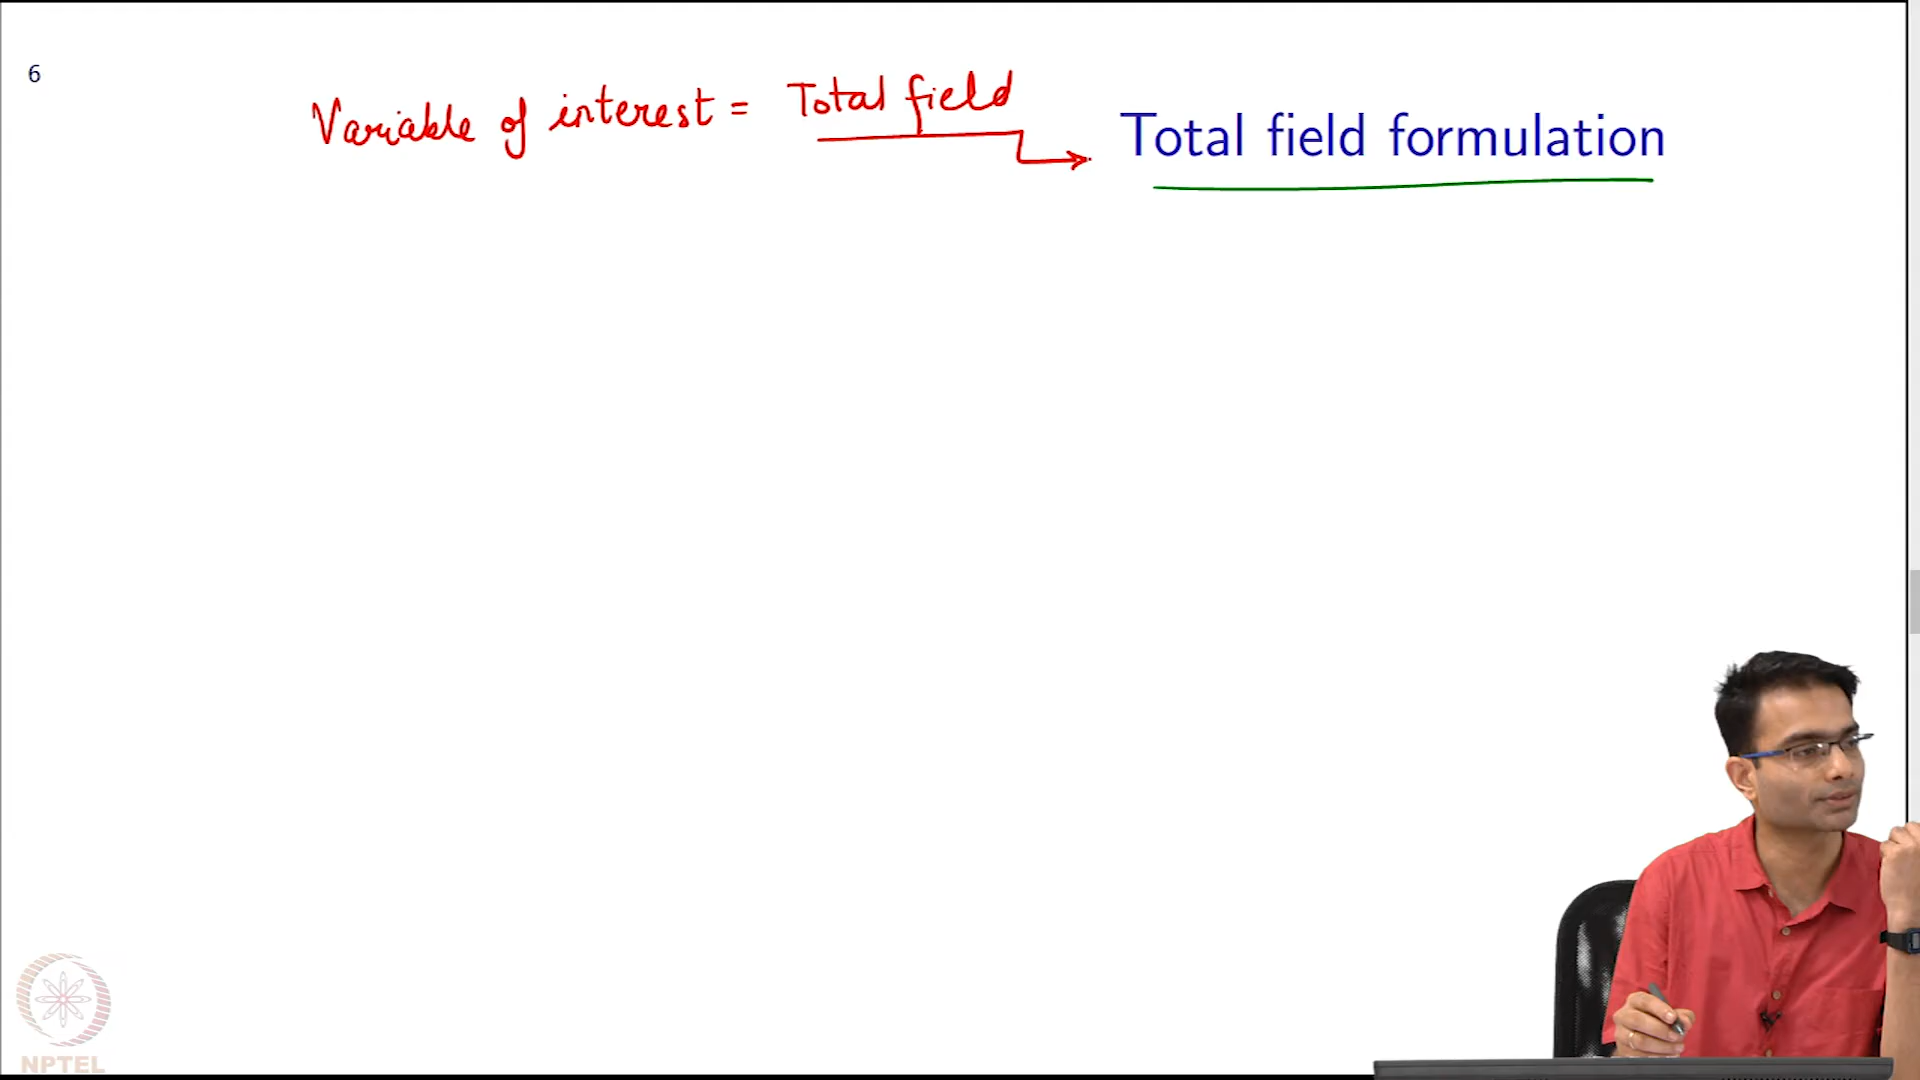 6
Variable of interest = Total field
Total field formulation
NPTEL